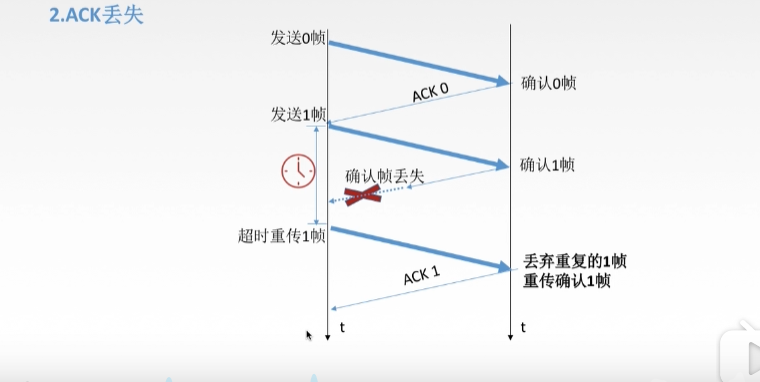 2.ACK丢失
发送0帧
确认0帧
ACK 0
发送1帧
确认1帧
确认帧丢失
超时重传1帧
丢弃重复的1帧
重传确认1帧
ACK 1
t
t